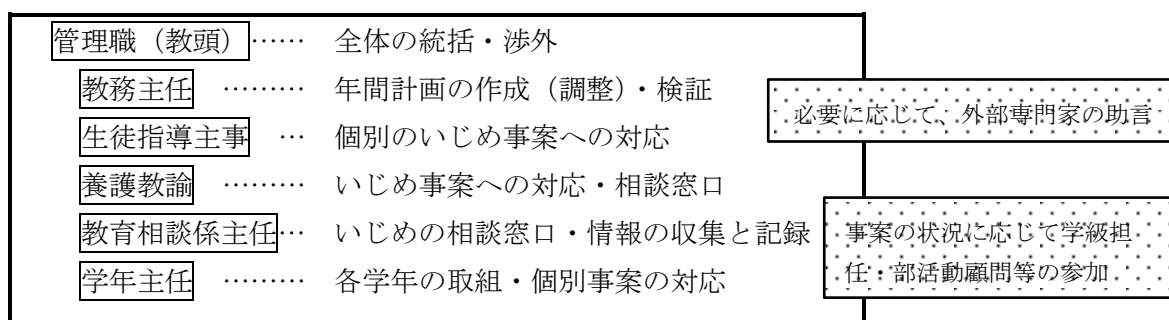 管理職（教頭）…… 全体の統括・渉外
教務主任 ……… 年間計画の作成（調整）・検証
必要に応じて、外部専門家の助言
生徒指導主事 … 個別のいじめ事案への対応
養護教諭 ……… いじめ事案への対応・相談窓口
教育相談係主任… いじめの相談窓口・情報の収集と記録
事案の状況に応じて学級担
任・部活動顧問等の参加
学年主任 ……… 各学年の取組・個別事案の対応